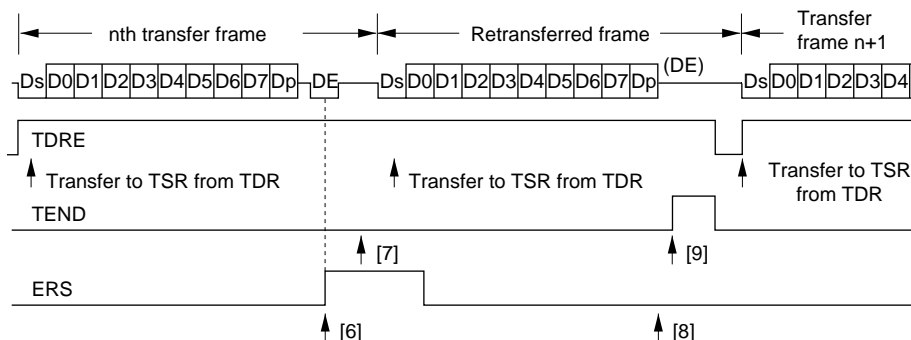 nth transfer frame
Retransferred frame
Transfer
frame n+1
Ds D0 D1 D2 D3 D4 D5 D6 D7 Dp DE Ds D0 D1 D2 D3 D4 D5 D6 D7 Dp (DE) Ds D0 D1 D2 D3 D4
TDRE
Transfer to TSR from TDR
Transfer to TSR from TDR
Transfer to TSR
from TDR
TEND
[7]
[9]
ERS
[6]
[8]